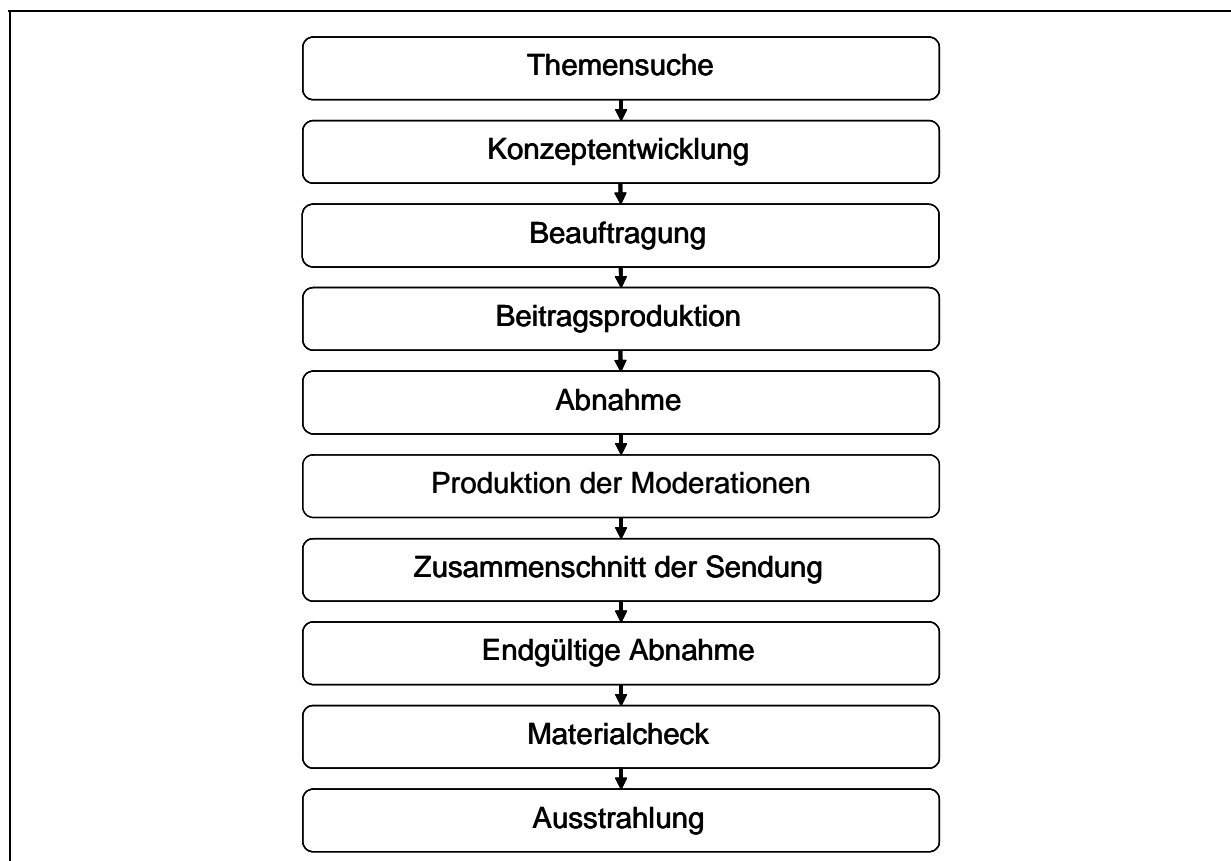 Themensuche
Konzeptentwicklung
Beauftragung
Beitragsproduktion
Abnahme
Produktion der Moderationen
Zusammenschnitt der Sendung
Endgültige Abnahme
Materialcheck
Ausstrahlung